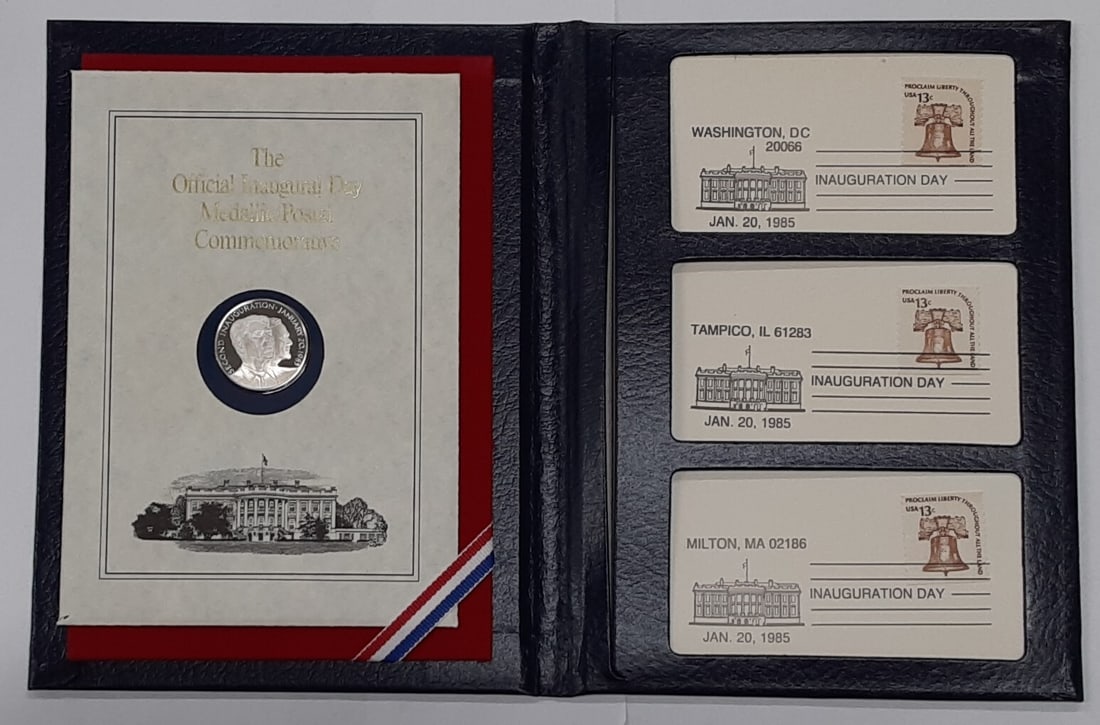 The
Official Inaugural Day
Medallic Postal
Commemorative
SECOND INAUGURATION · JANUARY 20, 1985
PROCLAIM LIBERTY THROUGHOUT ALL THE LAND
USA 13c
WASHINGTON, DC
20066
INAUGURATION DAY
JAN. 20, 1985
PROCLAIM LIBERTY THROUGHOUT ALL THE LAND
USA 13c
TAMPICO, IL 61283
INAUGURATION DAY
JAN. 20, 1985
PROCLAIM LIBERTY THROUGHOUT ALL THE LAND
USA 13c
MILTON, MA 02186
INAUGURATION DAY
JAN. 20, 1985